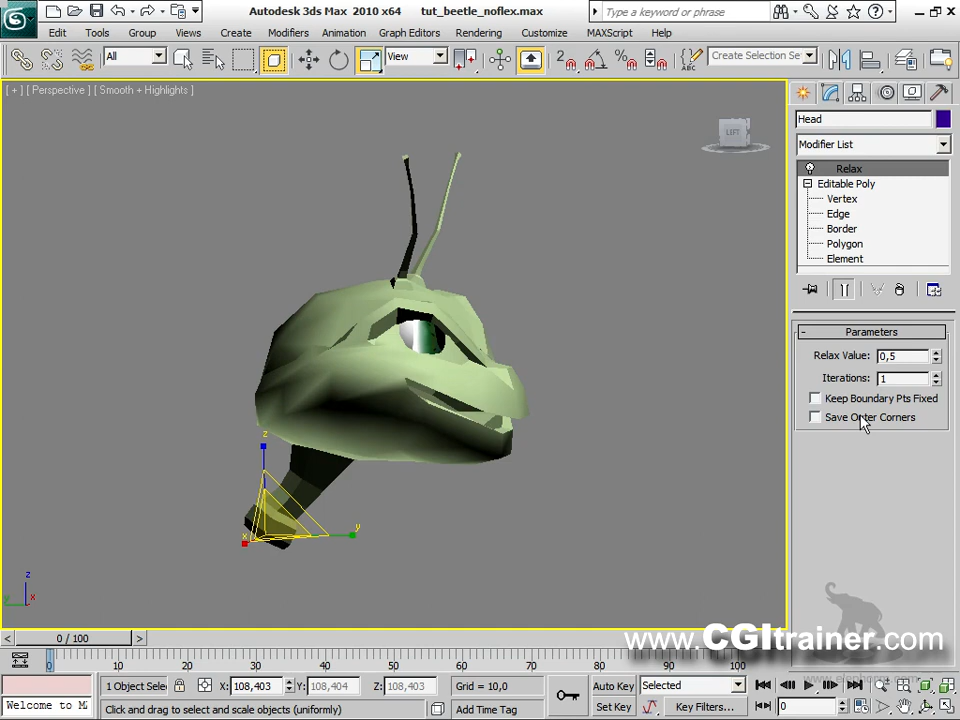 Autodesk 3ds Max 2010 x64 tut_beetle_noflex.max
Type a keyword or phrase
Edit Tools Group Views Create Modifiers Animation Graph Editors Rendering Customize MAXScript Help
All View Create Selection Se
[ + ] [ Perspective ] [ Smooth + Highlights ]
LEFT
Head
Modifier List
Relax
Editable Poly
Vertex
Edge
Border
Polygon
Element
- Parameters
Relax Value: 0,5
Iterations: 1
Keep Boundary Pts Fixed
Save Outer Corners
z
y
x
z
y x
< 0 / 100 >
www.CGItrainer.com
0 10 20 30 40 50 60 70 80 90 100
1 Object Sele X: 108,403 Y: 108,404 Z: 108,403 Grid = 10,0 Auto Key Selected
Welcome to M Click and drag to select and scale objects (uniformly) Add Time Tag Set Key Key Filters... 0